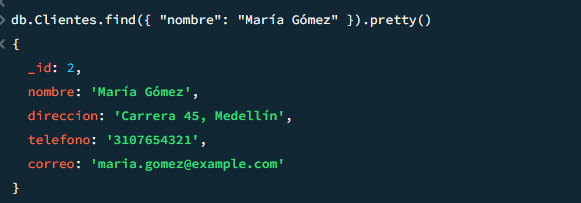 > db.Clientes.find({ "nombre": "María Gómez" }).pretty()
< {
_id: 2,
nombre: 'María Gómez',
direccion: 'Carrera 45, Medellín',
telefono: '3107654321',
correo: 'maria.gomez@example.com'
}